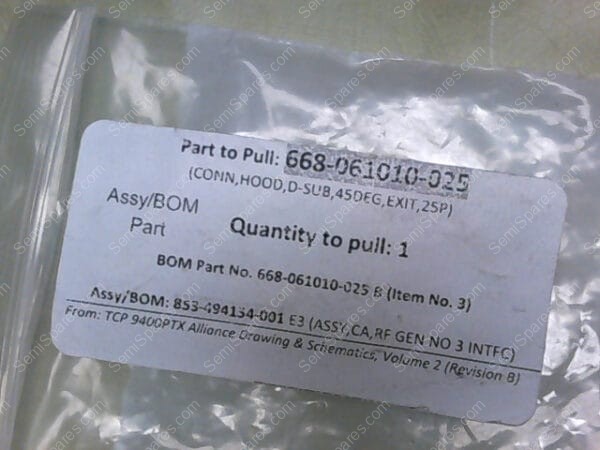 Part to Pull: 668-061010-025
(CONN,HOOD,D-SUB,45DEG,EXIT,25P)
Assy/BOM
Part
Quantity to pull: 1
BOM Part No. 668-061010-025 B (Item No. 3)
Assy/BOM: 853-494134-001 E3 (ASSY,CA,RF GEN NO 3 INTFC)
From: TCP 9400PTX Alliance Drawing & Schematics, Volume 2 (Revision B)
SemiSpares.com